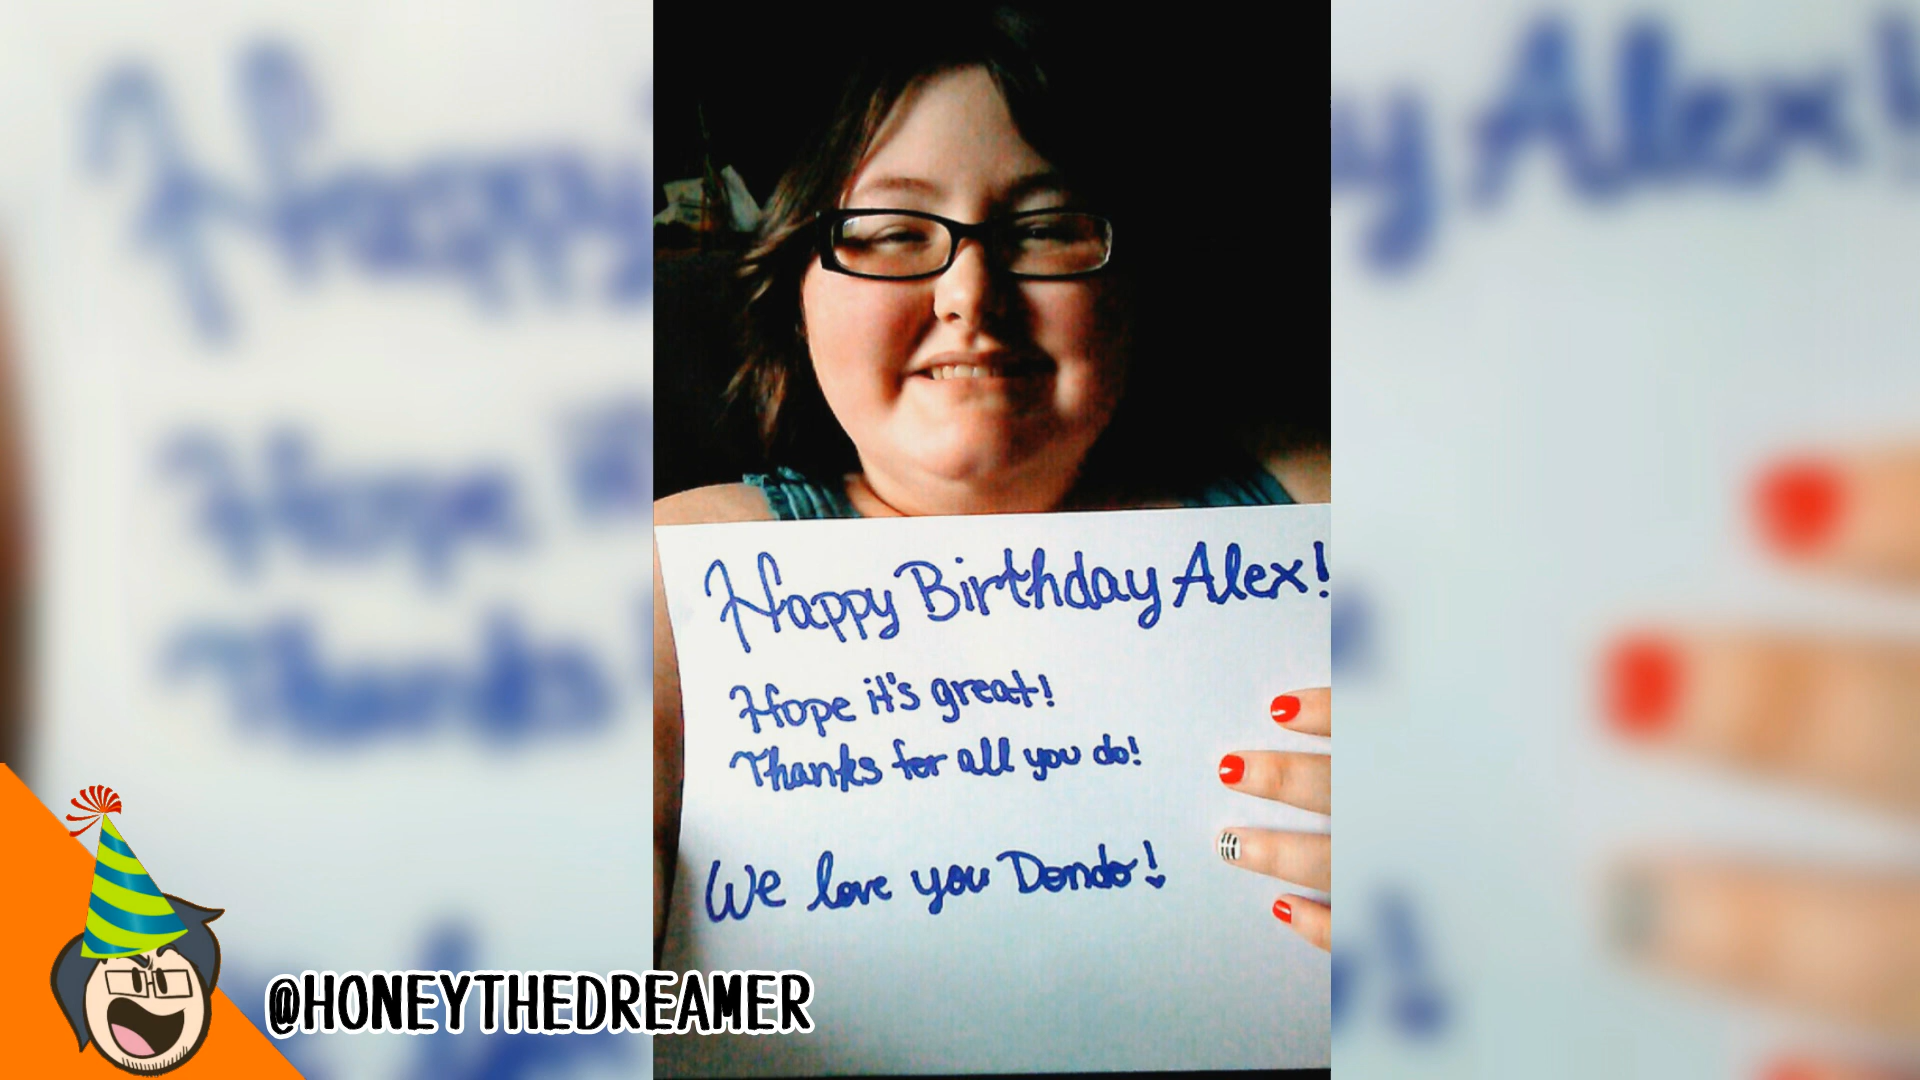 Happy Birthday Alex!
Hope it's great!
Thanks for all you do!
We love you Dondo!
@HONEYTHEDREAMER